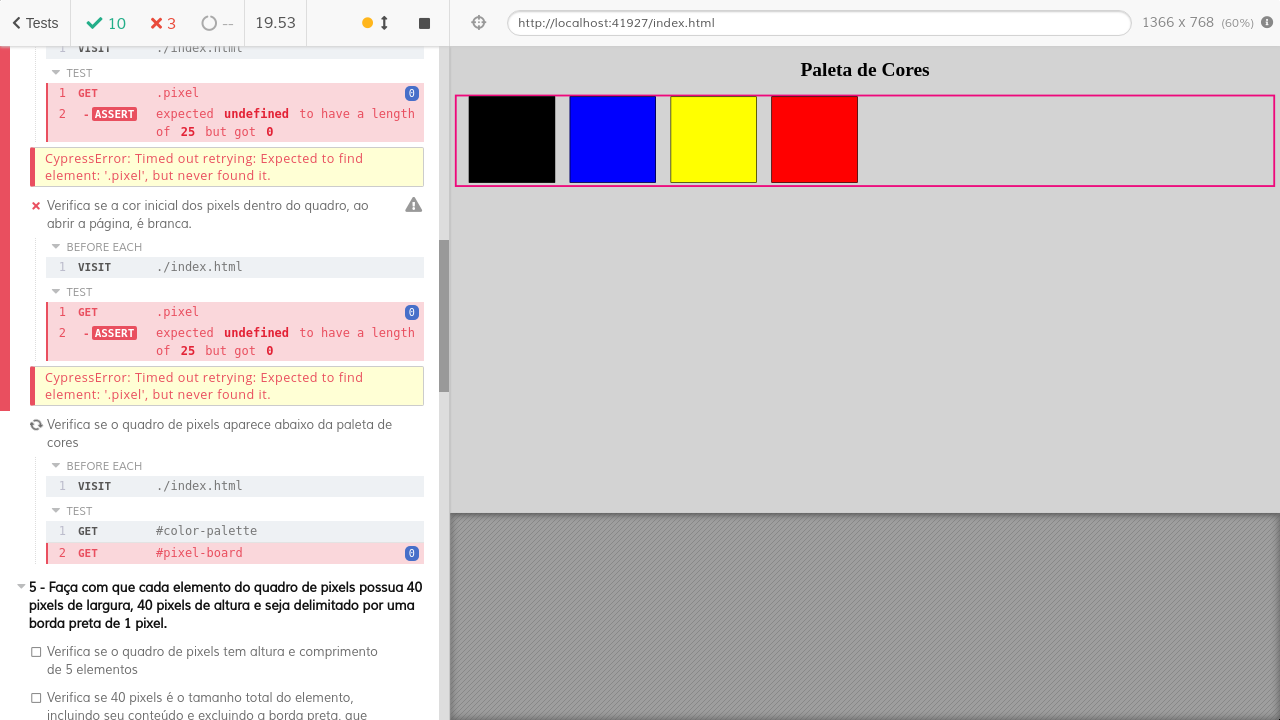 Tests 10 3 -- 19.53
http://localhost:41927/index.html 1366 x 768 (60%)
1 VISIT ./index.html
TEST
1 GET .pixel 0
2 -ASSERT expected undefined to have a length
of 25 but got 0
CypressError: Timed out retrying: Expected to find
element: '.pixel', but never found it.
Verifica se a cor inicial dos pixels dentro do quadro, ao
abrir a página, é branca.
BEFORE EACH
1 VISIT ./index.html
TEST
1 GET .pixel 0
2 -ASSERT expected undefined to have a length
of 25 but got 0
CypressError: Timed out retrying: Expected to find
element: '.pixel', but never found it.
Verifica se o quadro de pixels aparece abaixo da paleta de
cores
BEFORE EACH
1 VISIT ./index.html
TEST
1 GET #color-palette
2 GET #pixel-board 0
5 - Faça com que cada elemento do quadro de pixels possua 40
pixels de largura, 40 pixels de altura e seja delimitado por uma
borda preta de 1 pixel.
Verifica se o quadro de pixels tem altura e comprimento
de 5 elementos
Verifica se 40 pixels é o tamanho total do elemento,
incluindo seu conteúdo e excluindo a borda preta, que
Paleta de Cores